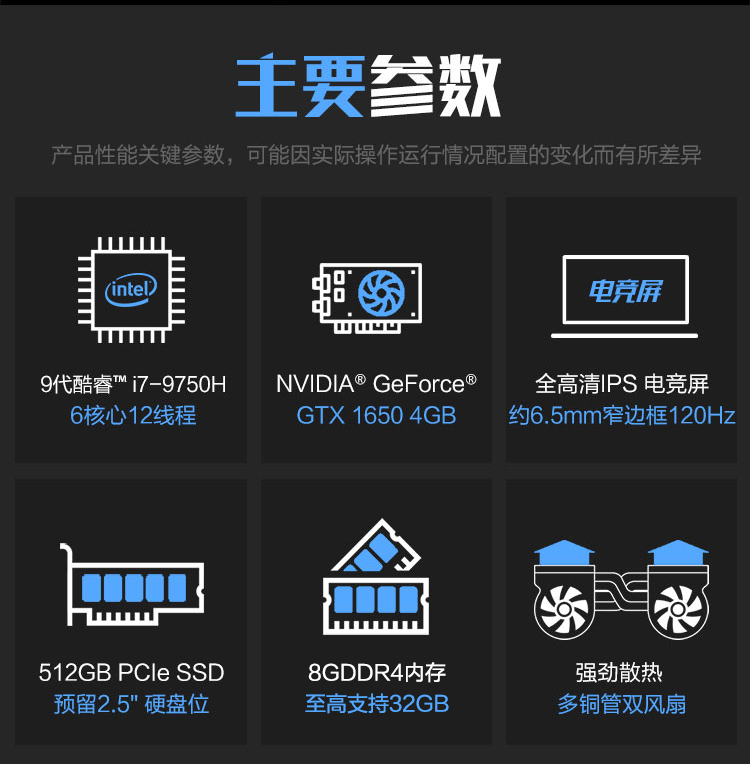 主要参数
产品性能关键参数，可能因实际操作运行情况配置的变化而有所差异
intel
电竞屏
9代酷睿™ i7-9750H
6核心12线程
NVIDIA® GeForce®
GTX 1650 4GB
全高清IPS 电竞屏
约6.5mm窄边框120Hz
512GB PCIe SSD
预留2.5" 硬盘位
8GDDR4内存
至高支持32GB
强劲散热
多铜管双风扇